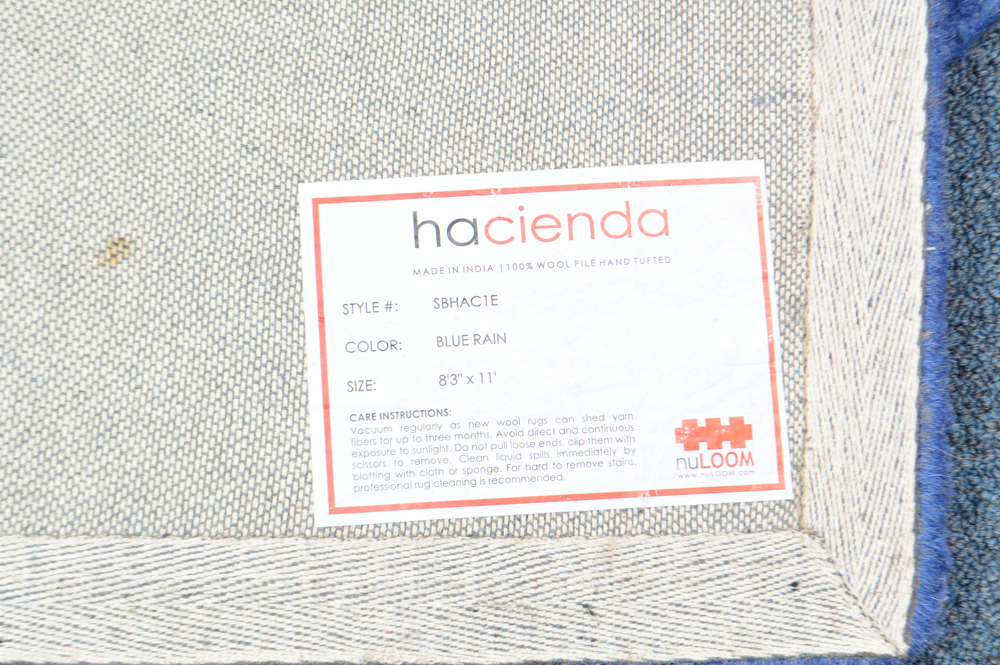 hacienda
MADE IN INDIA | 100% WOOL PILE HAND TUFTED
STYLE #: SBHAC1E
COLOR: BLUE RAIN
SIZE: 8'3" x 11'
CARE INSTRUCTIONS:
Vacuum regularly as new wool rugs can shed yarn
fibers for up to three months. Avoid direct and continuous
exposure to sunlight. Do not pull loose ends, clip them with
scissors to remove. Clean liquid spills immediately by
blotting with cloth or sponge. For hard to remove stains,
professional rug cleaning is recommended.
nuLOOM
www.nuLOOM.com